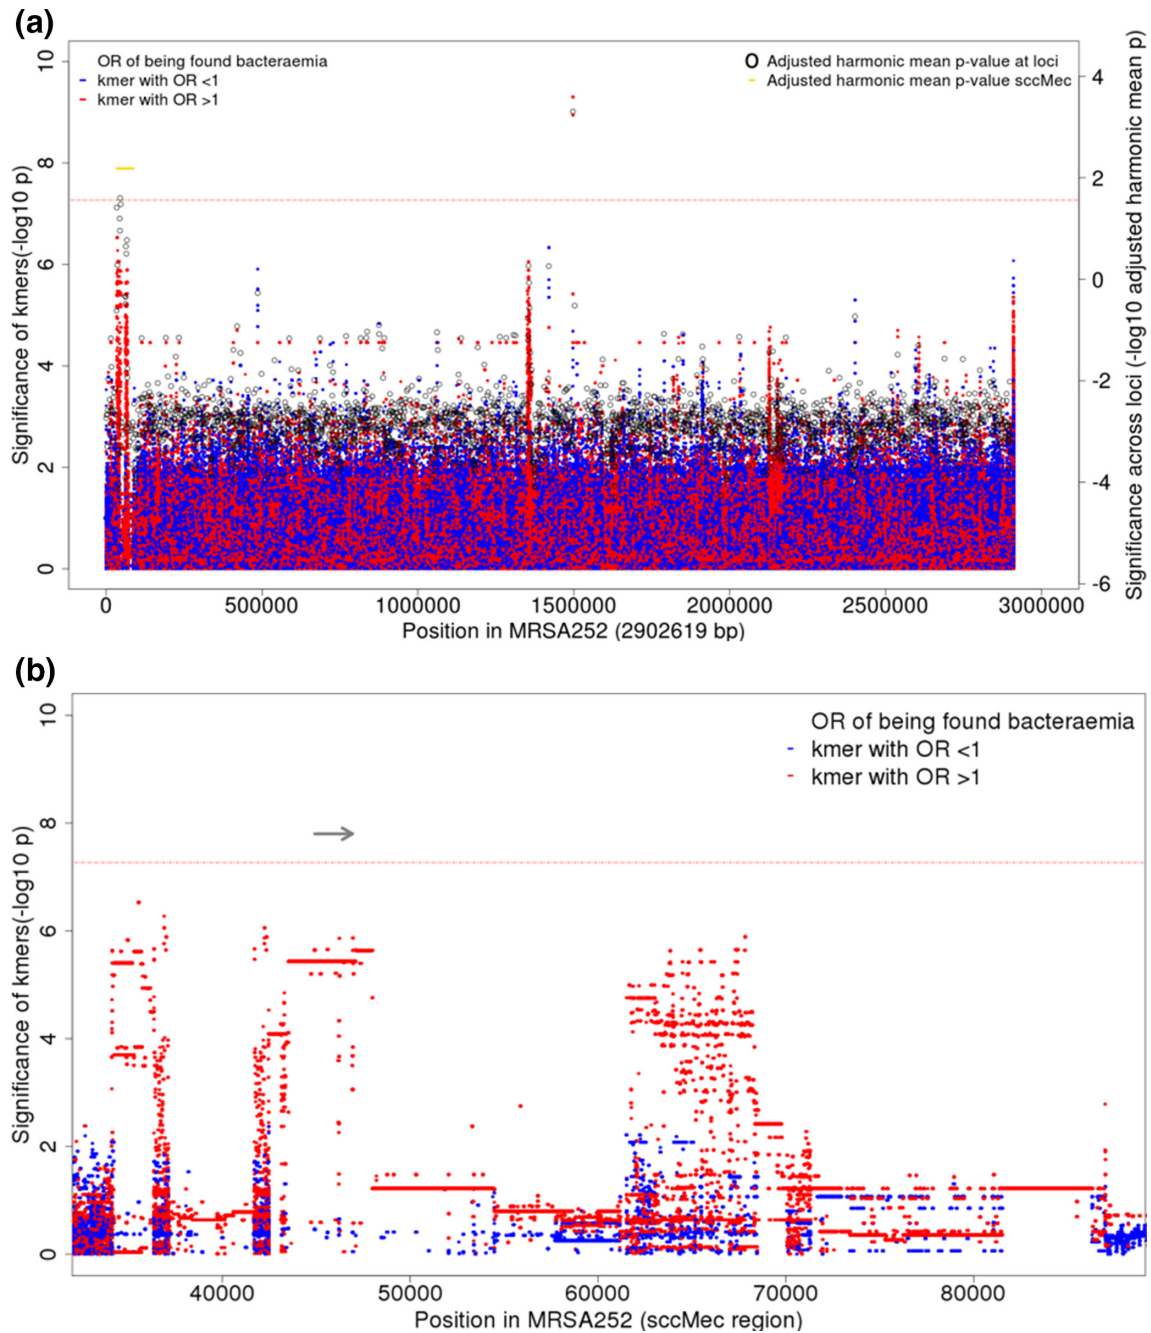 (a)
OR of being found bacteraemia
kmer with OR <1
kmer with OR >1
Adjusted harmonic mean p-value at loci
Adjusted harmonic mean p-value sccMec
Significance of kmers(-log10 p)
10
8
6
4
2
0
Significance across loci (-log10 adjusted harmonic mean p)
4
2
0
-2
-4
-6
0 500000 1000000 1500000 2000000 2500000 3000000
Position in MRSA252 (2902619 bp)
(b)
OR of being found bacteraemia
kmer with OR <1
kmer with OR >1
Significance of kmers(-log10 p)
10
8
6
4
2
0
40000 50000 60000 70000 80000
Position in MRSA252 (sccMec region)